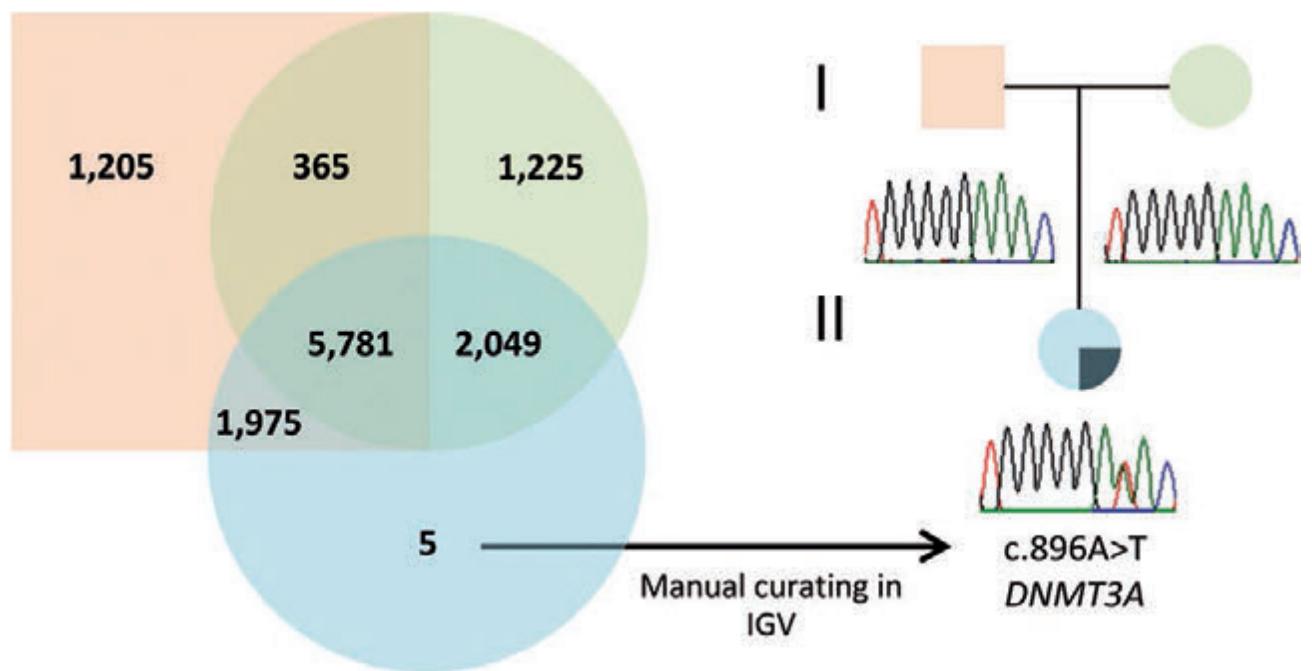 1,205
365
1,225
5,781
2,049
1,975
5
Manual curating in
IGV
I
II
c.896A>T
DNMT3A